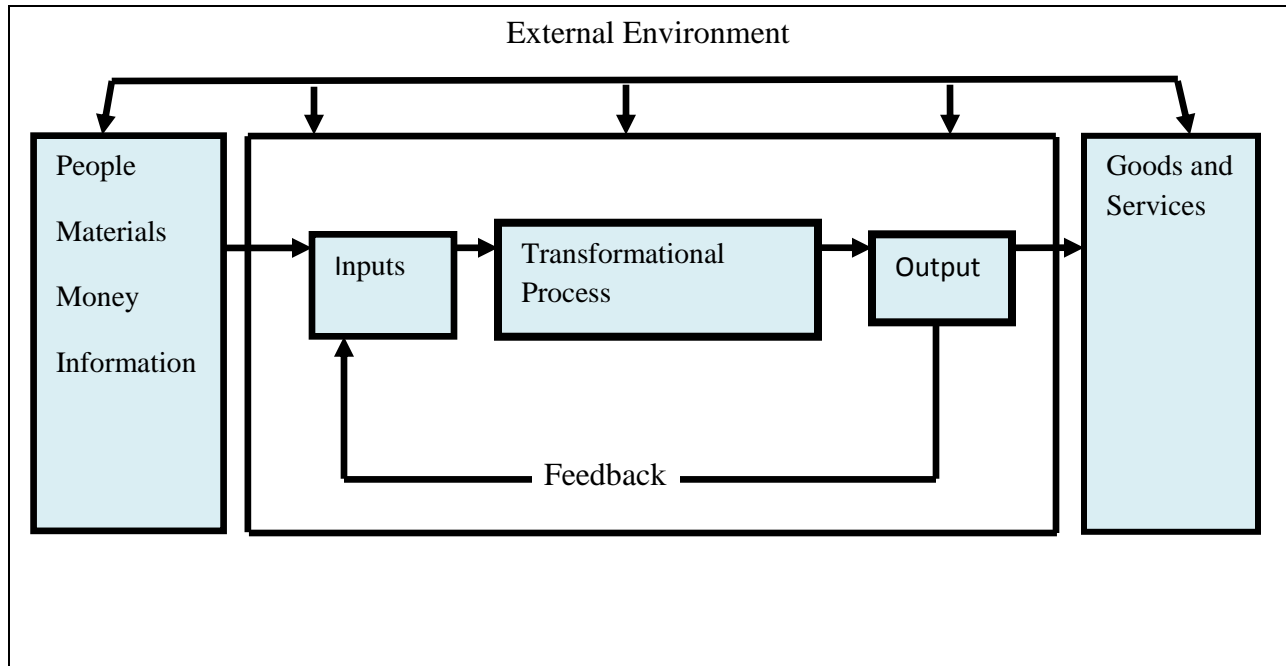 External Environment
People
Materials
Money
Information
Inputs
Transformational
Process
Output
Goods and
Services
Feedback